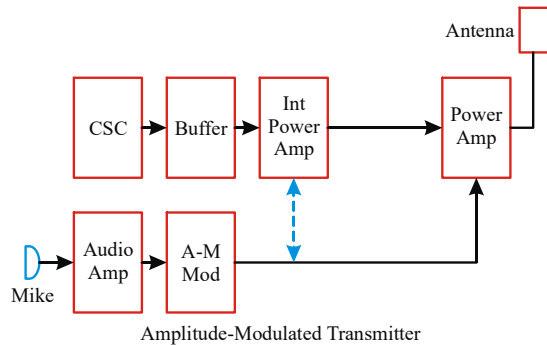 Antenna
CSC
Buffer
Int
Power
Amp
Power
Amp
Audio
Amp
A-M
Mod
Mike
Amplitude-Modulated Transmitter